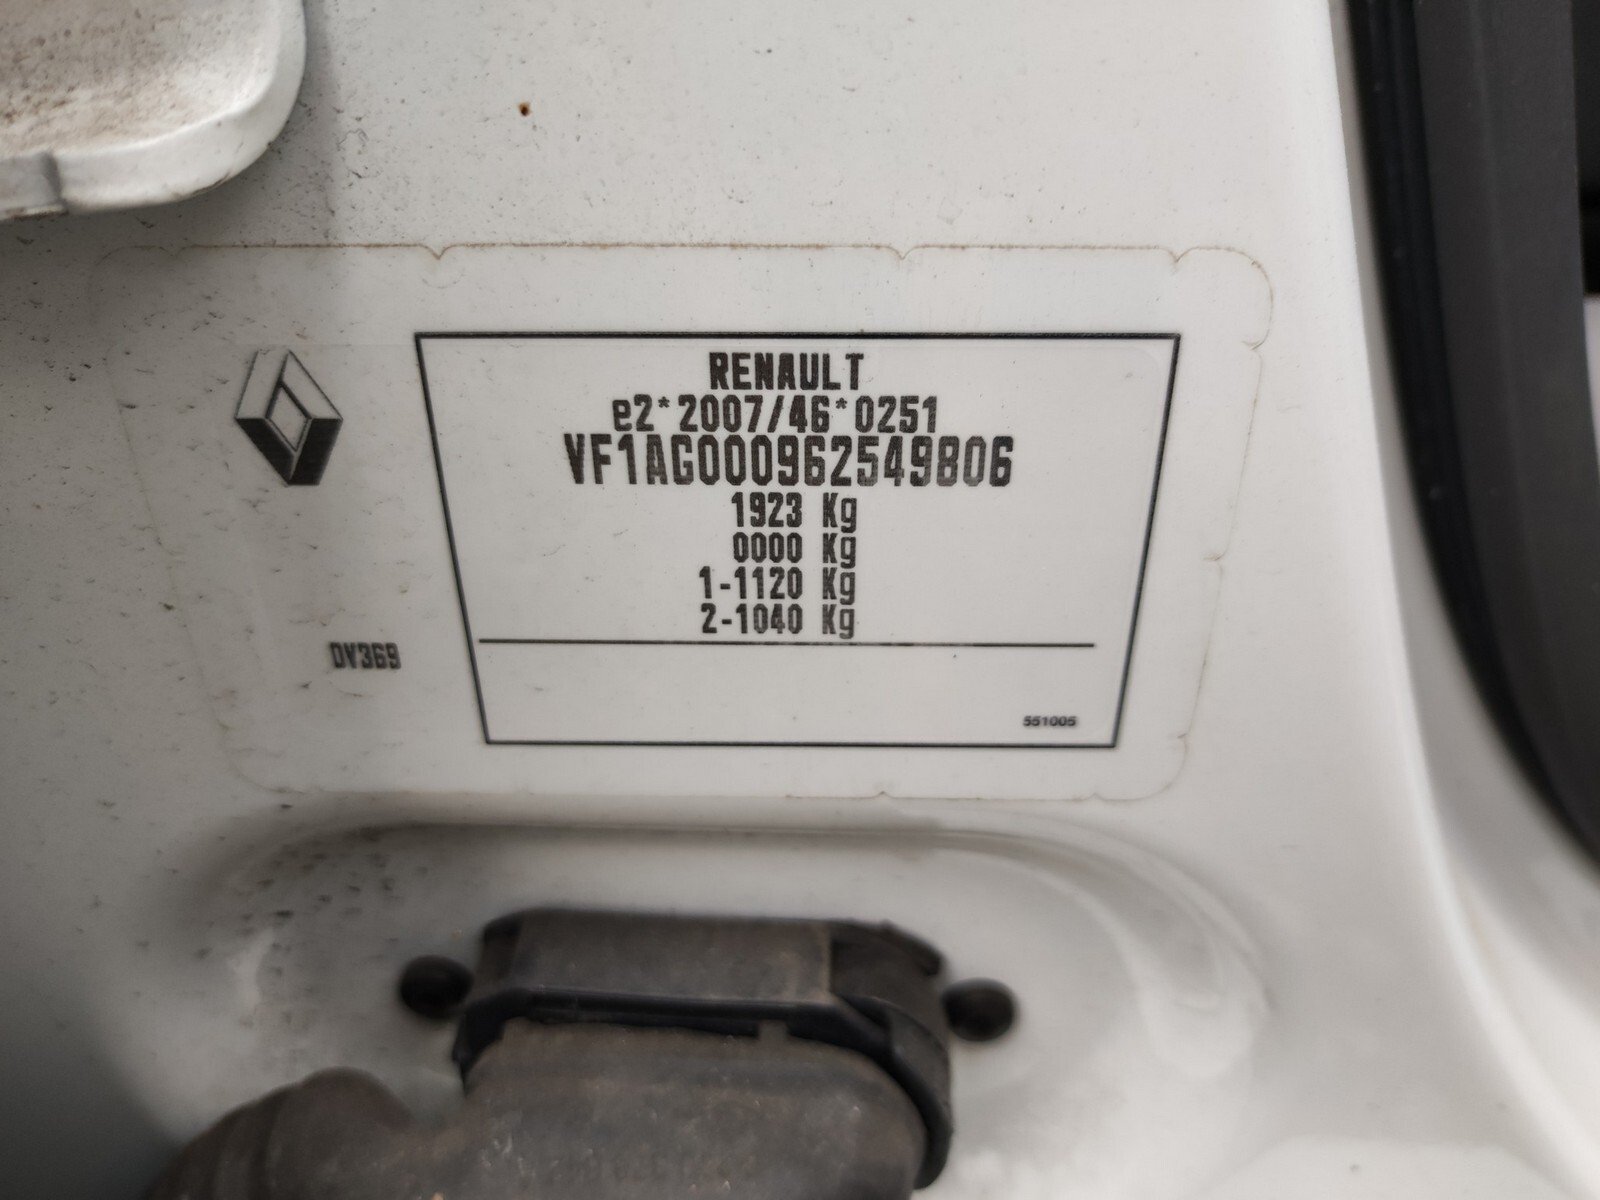 RENAULT
e2*2007/46*0251
VF1AG000962549806
1923 Kg
0000 Kg
1-1120 Kg
2-1040 Kg
DV369
551005